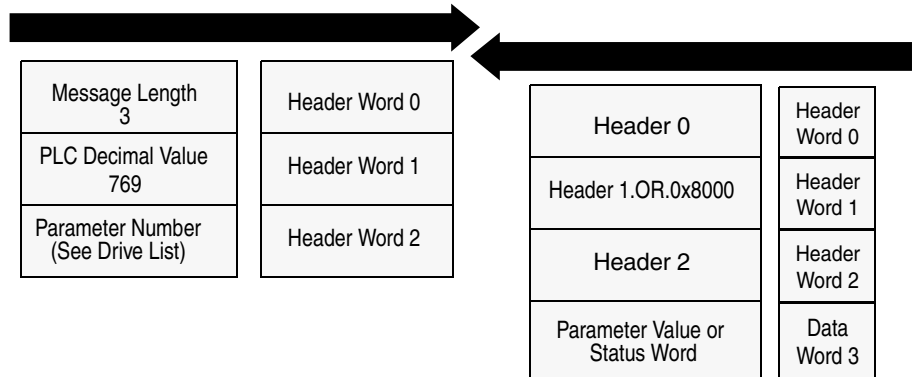 Message Length
3
Header Word 0
PLC Decimal Value
769
Header Word 1
Parameter Number
(See Drive List)
Header Word 2
Header 0
Header
Word 0
Header 1.OR.0x8000
Header
Word 1
Header 2
Header
Word 2
Parameter Value or
Status Word
Data
Word 3